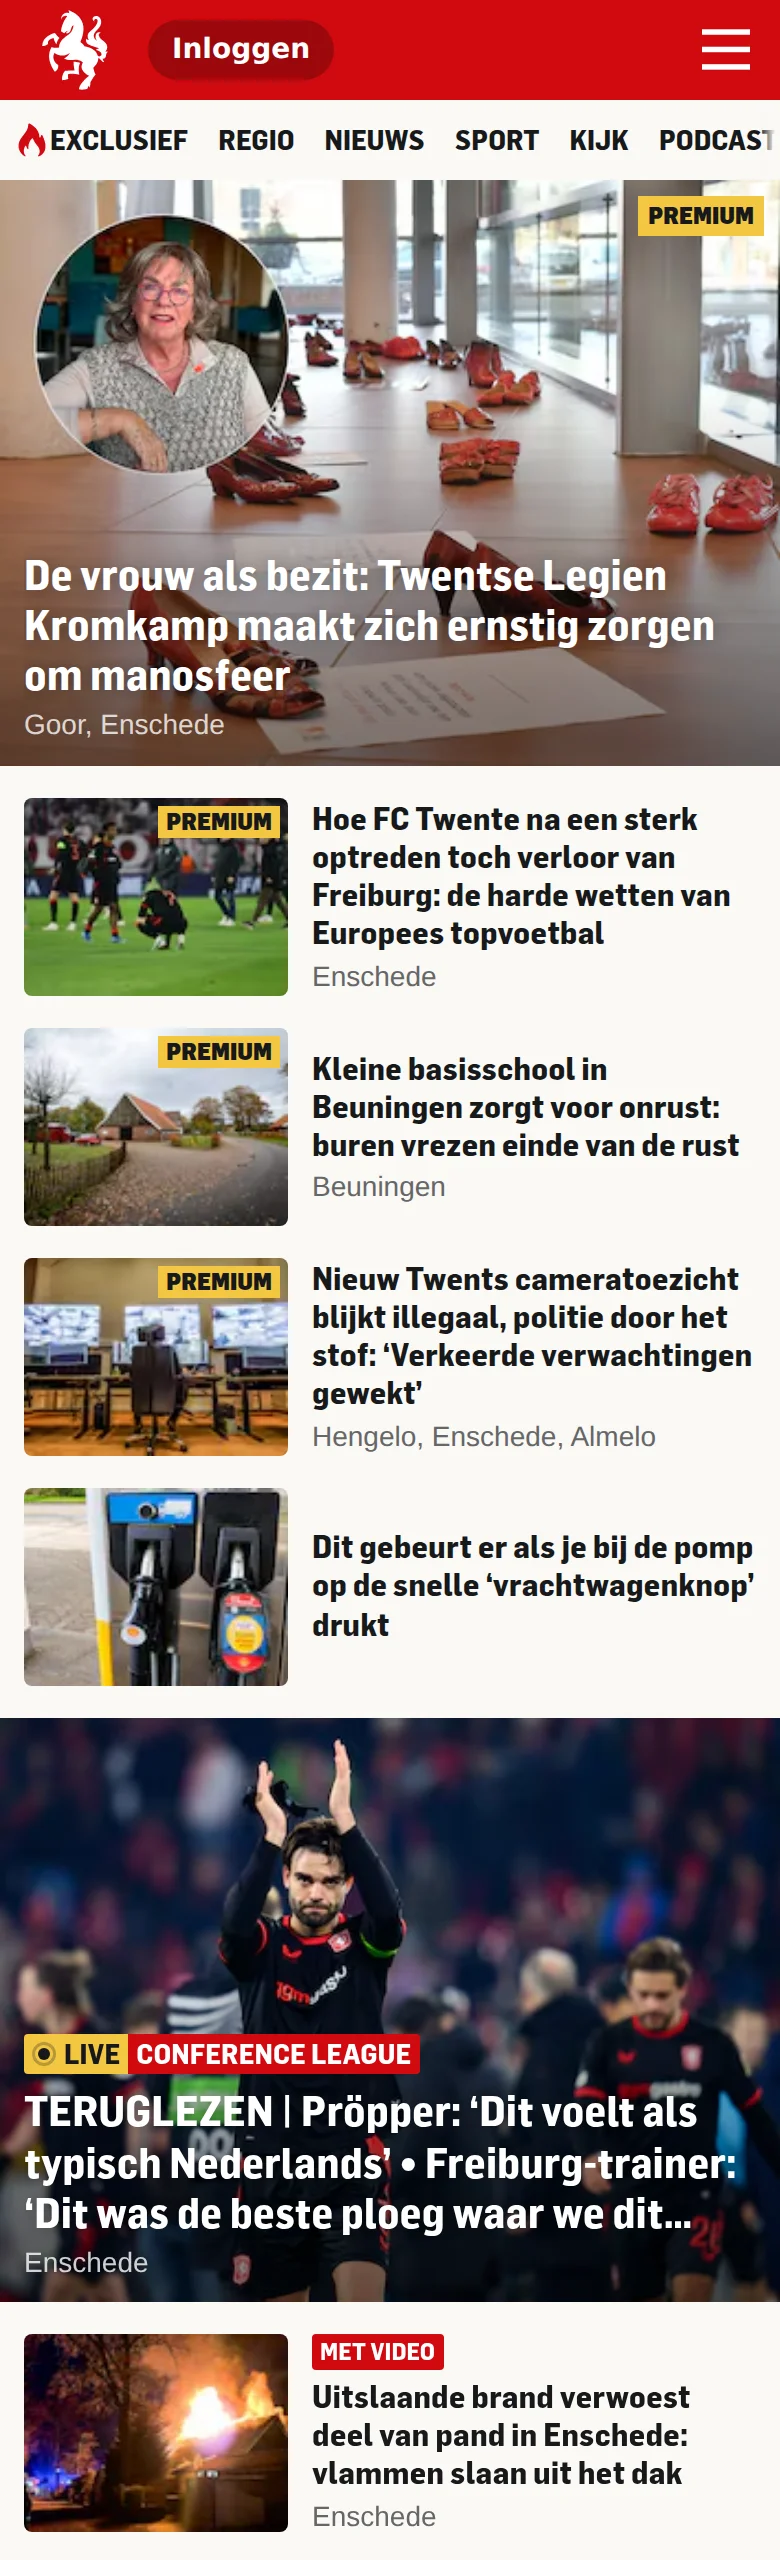 Inloggen
EXCLUSIEF REGIO NIEUWS SPORT KIJK PODCAST
PREMIUM
De vrouw als bezit: Twentse Legien
Kromkamp maakt zich ernstig zorgen
om manosfeer
Goor, Enschede
PREMIUM
Hoe FC Twente na een sterk
optreden toch verloor van
Freiburg: de harde wetten van
Europees topvoetbal
Enschede
PREMIUM
Kleine basisschool in
Beuningen zorgt voor onrust:
buren vrezen einde van de rust
Beuningen
PREMIUM
Nieuw Twents cameratoezicht
blijkt illegaal, politie door het
stof: ‘Verkeerde verwachtingen
gewekt’
Hengelo, Enschede, Almelo
Dit gebeurt er als je bij de pomp
op de snelle ‘vrachtwagenknop’
drukt
LIVE CONFERENCE LEAGUE
TERUGLEZEN | Pröpper: ‘Dit voelt als
typisch Nederlands’ • Freiburg-trainer:
‘Dit was de beste ploeg waar we dit...
Enschede
MET VIDEO
Uitslaande brand verwoest
deel van pand in Enschede:
vlammen slaan uit het dak
Enschede